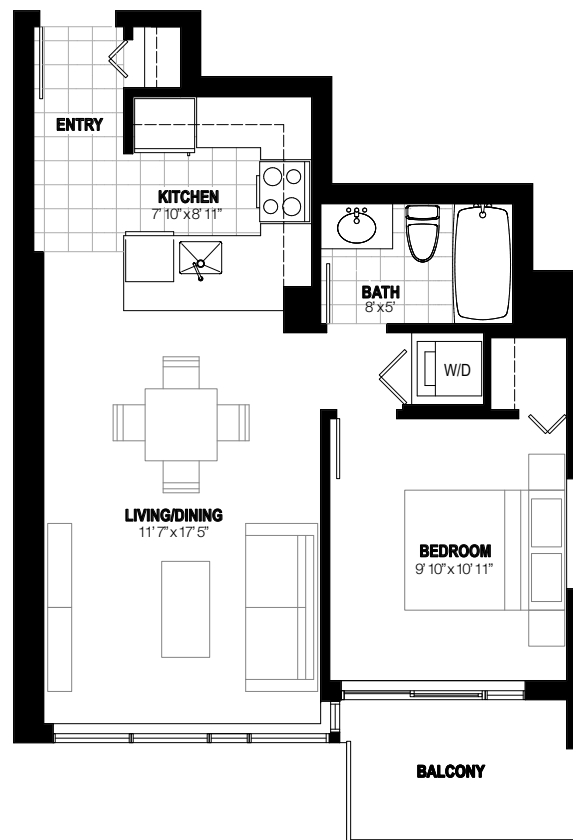 ENTRY
KITCHEN
7' 10" x 8' 11"
BATH
8' x 5'
W/D
LIVING/DINING
11' 7" x 17' 5"
BEDROOM
9' 10" x 10' 11"
BALCONY